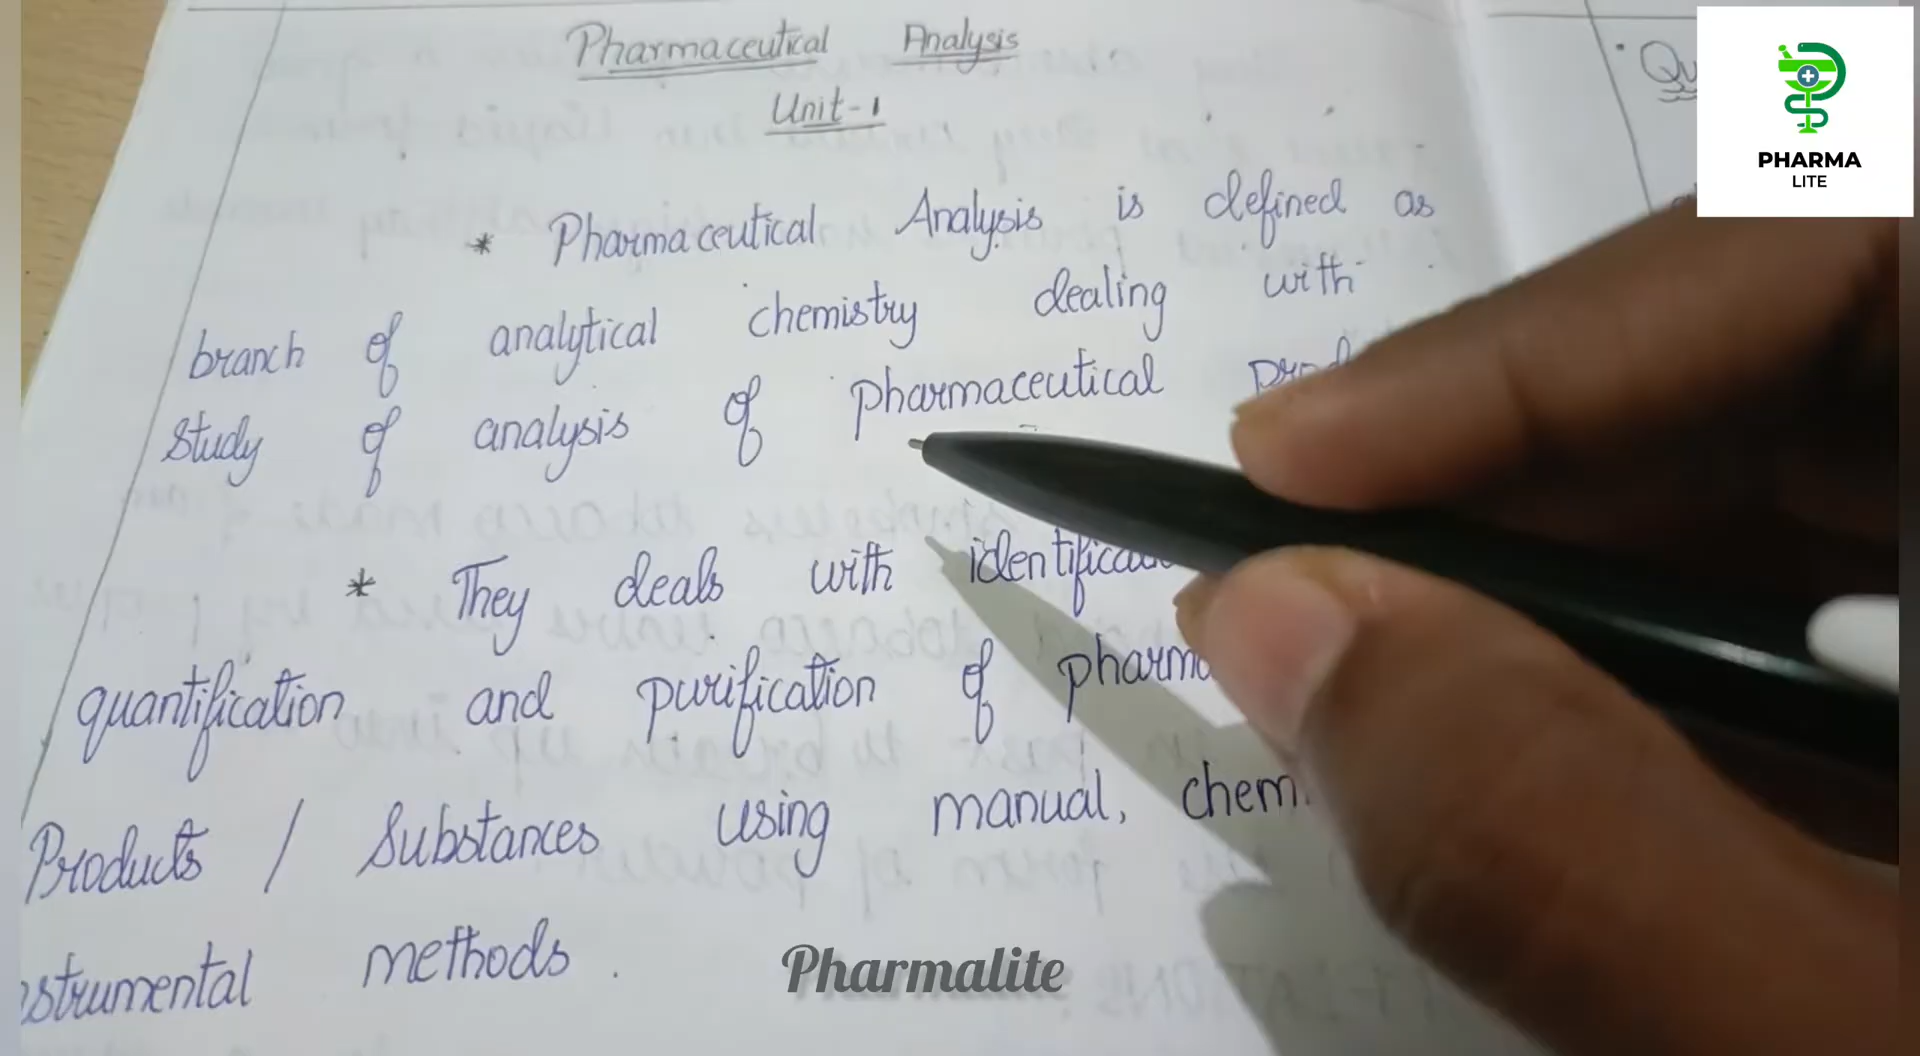 Pharmaceutical Analysis
Unit-1
* Pharmaceutical Analysis is defined as
branch of analytical chemistry dealing with
study of analysis of pharmaceutical
* They deals with
quantification and purification of
Products / Substances using manual,
methods.
PHARMA
LITE
Pharmalite